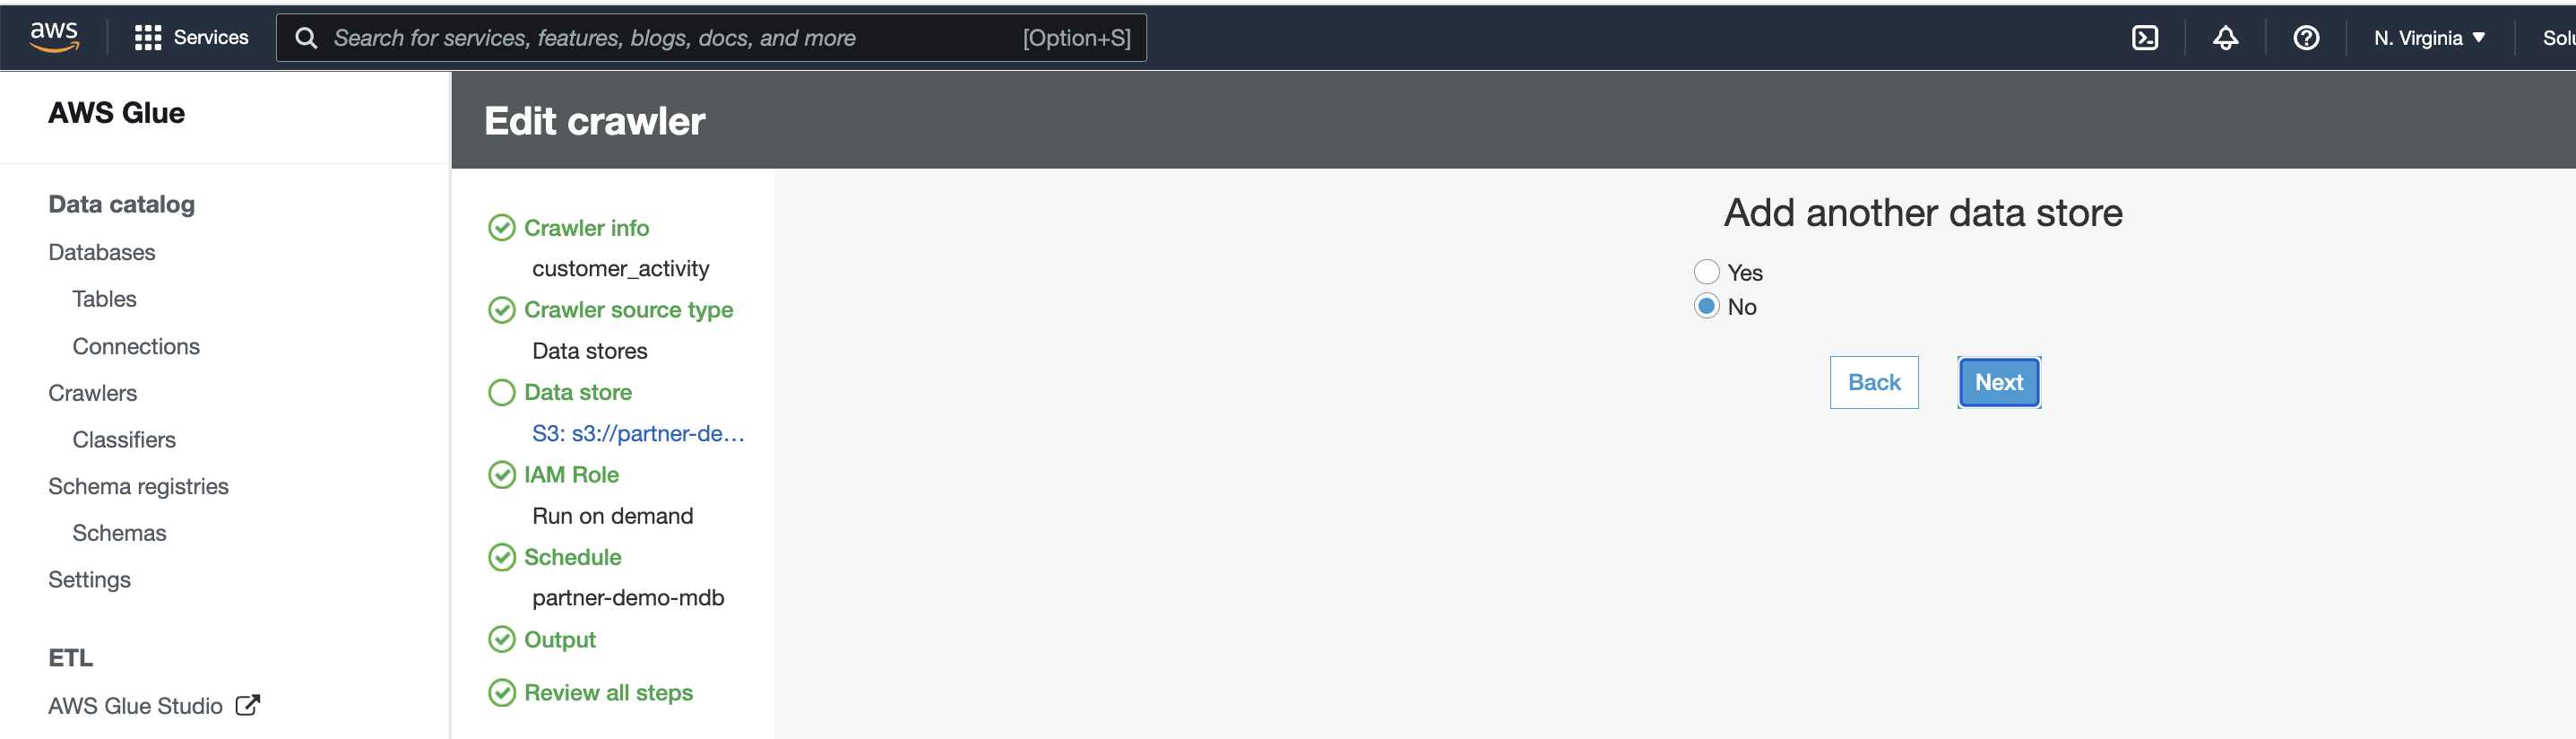 aws
Services
Search for services, features, blogs, docs, and more
[Option+S]
N. Virginia
Solu
AWS Glue
Data catalog
Databases
Tables
Connections
Crawlers
Classifiers
Schema registries
Schemas
Settings
ETL
AWS Glue Studio
Edit crawler
Crawler info
customer_activity
Crawler source type
Data stores
Data store
S3: s3://partner-de...
IAM Role
Run on demand
Schedule
partner-demo-mdb
Output
Review all steps
Add another data store
Yes
No
Back
Next